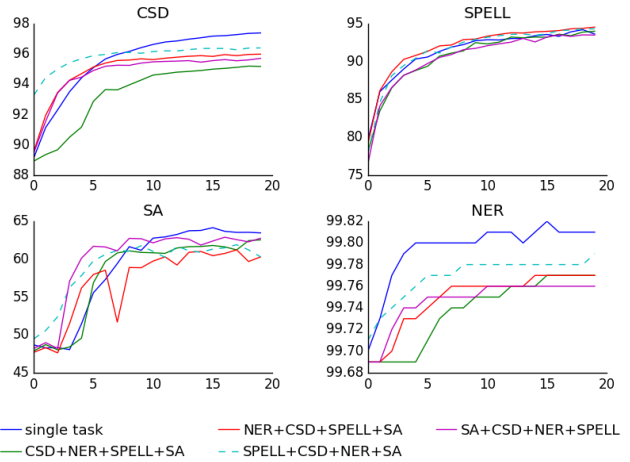 CSD
98
96
94
92
90
88
0 5 10 15 20
SPELL
95
90
85
80
75
0 5 10 15 20
SA
65
60
55
50
45
0 5 10 15 20
NER
99.82
99.80
99.78
99.76
99.74
99.72
99.70
99.68
0 5 10 15 20
single task NER+CSD+SPELL+SA SA+CSD+NER+SPELL
CSD+NER+SPELL+SA SPELL+CSD+NER+SA